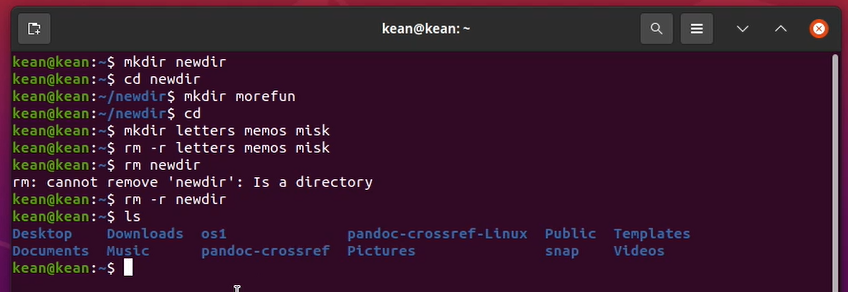 kean@kean: ~
kean@kean:~$ mkdir newdir
kean@kean:~$ cd newdir
kean@kean:~/newdir$ mkdir morefun
kean@kean:~/newdir$ cd
kean@kean:~$ mkdir letters memos misk
kean@kean:~$ rm -r letters memos misk
kean@kean:~$ rm newdir
rm: cannot remove 'newdir': Is a directory
kean@kean:~$ rm -r newdir
kean@kean:~$ ls
Desktop Downloads os1 pandoc-crossref-Linux Public Templates
Documents Music pandoc-crossref Pictures snap Videos
kean@kean:~$